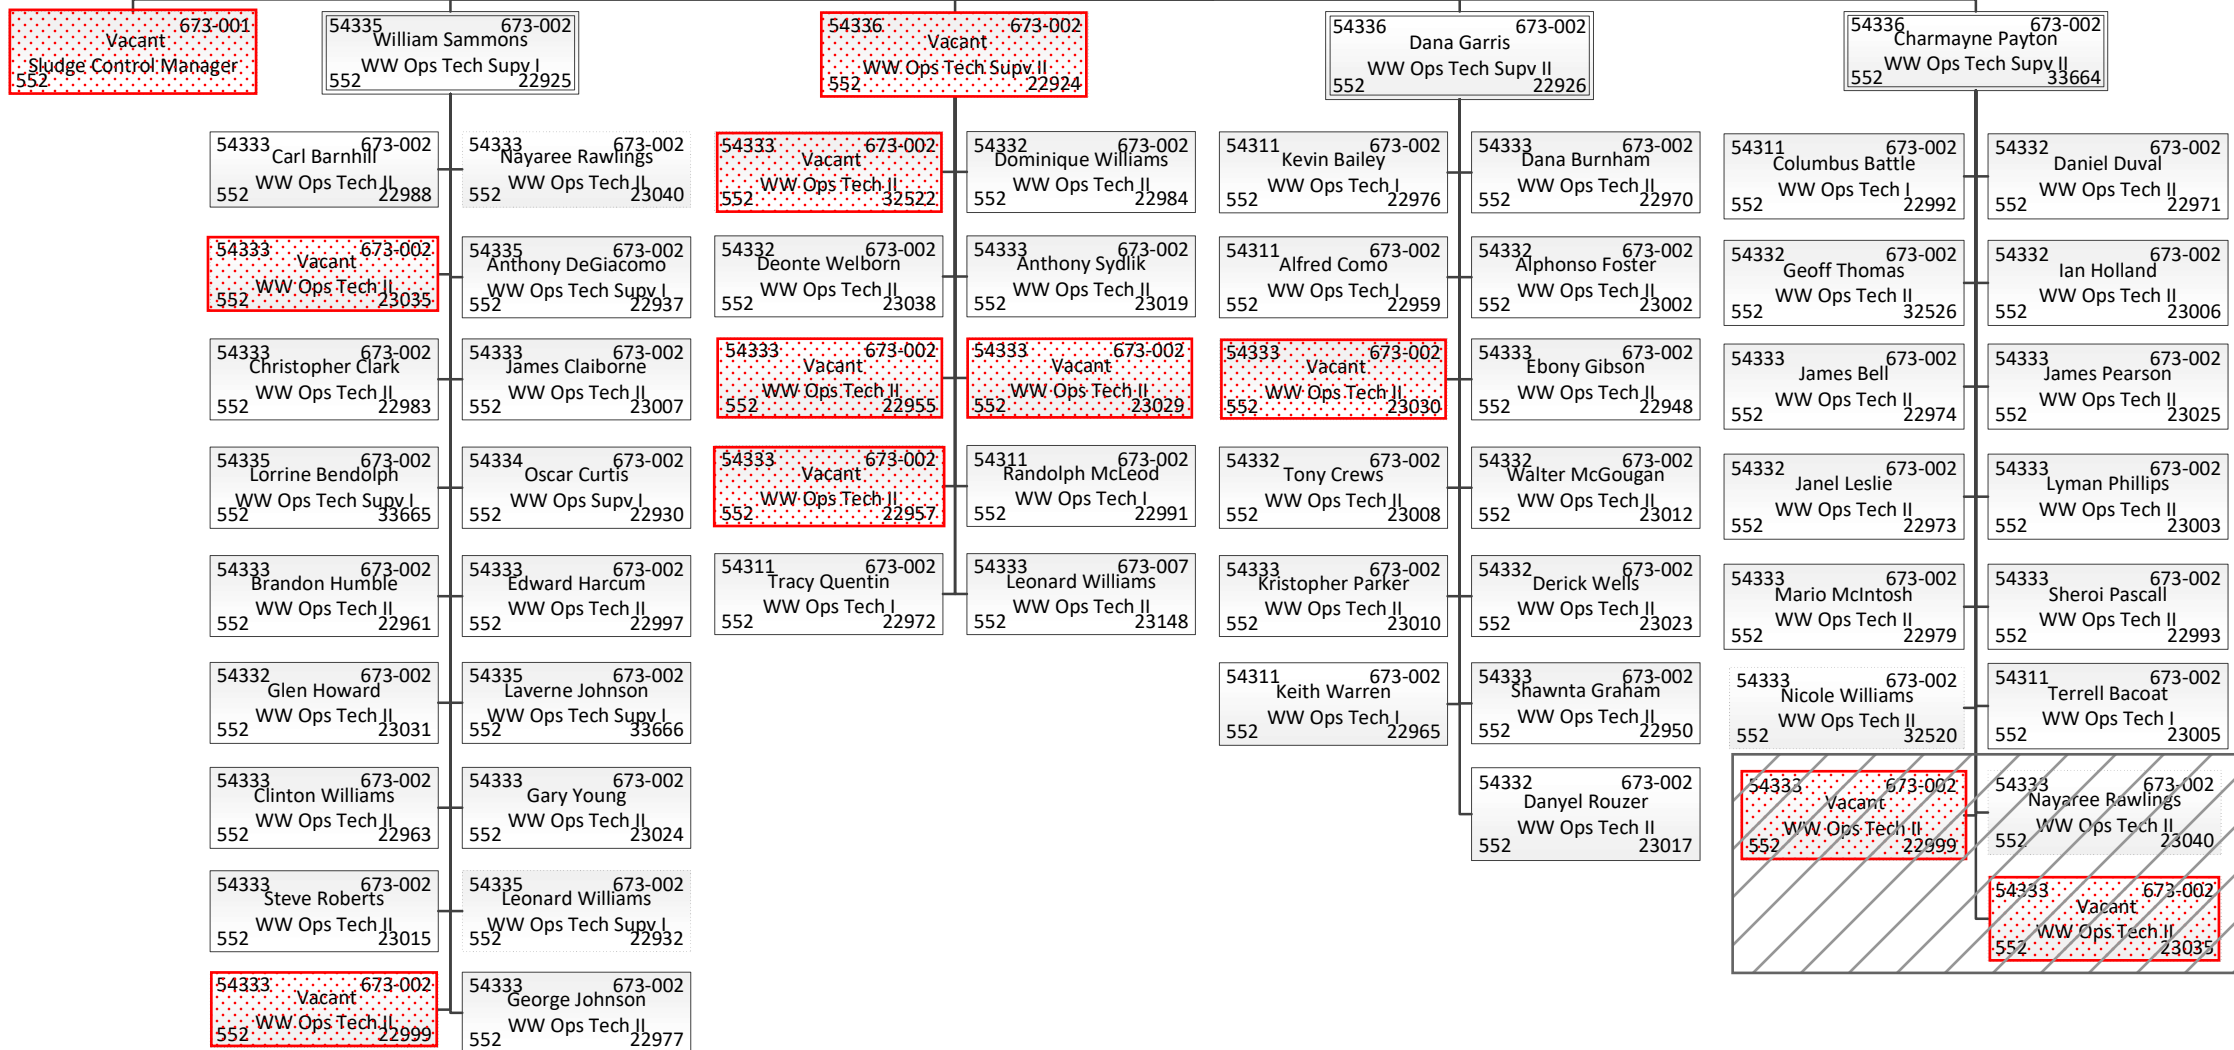 673-001
Vacant
Sludge Control Manager
552
54335 673-002
William Sammons
WW Ops Tech Supv I
552 22925
54336 673-002
Vacant
WW Ops Tech Supv II
552 22924
54336 673-002
Dana Garris
WW Ops Tech Supv II
552 22926
54336 673-002
Charmayne Payton
WW Ops Tech Supv II
552 33664
54333 673-002
Carl Barnhill
WW Ops Tech II
552 22988
54333 673-002
Nayaree Rawlings
WW Ops Tech II
552 23040
54333 673-002
Vacant
WW Ops Tech II
552 23035
54335 673-002
Anthony DeGiacomo
WW Ops Tech Supv I
552 22937
54333 673-002
Christopher Clark
WW Ops Tech II
552 22983
54333 673-002
James Claiborne
WW Ops Tech II
552 23007
54335 673-002
Lorrine Bendolph
WW Ops Tech Supv I
552 33665
54334 673-002
Oscar Curtis
WW Ops Supv I
552 22930
54333 673-002
Brandon Humble
WW Ops Tech II
552 22961
54333 673-002
Edward Harcum
WW Ops Tech II
552 22997
54332 673-002
Glen Howard
WW Ops Tech II
552 23031
54335 673-002
Laverne Johnson
WW Ops Tech Supv I
552 33666
54333 673-002
Clinton Williams
WW Ops Tech II
552 22963
54333 673-002
Gary Young
WW Ops Tech II
552 23024
54333 673-002
Steve Roberts
WW Ops Tech II
552 23015
54335 673-002
Leonard Williams
WW Ops Tech Supv I
552 22932
54333 673-002
Vacant
WW Ops Tech II
552 22999
54333 673-002
George Johnson
WW Ops Tech II
552 22977
54333 673-002
Vacant
WW Ops Tech II
552 32522
54332 673-002
Dominique Williams
WW Ops Tech II
552 22984
54332 673-002
Deonte Welborn
WW Ops Tech II
552 23038
54333 673-002
Anthony Sydlik
WW Ops Tech II
552 23019
54333 673-002
Vacant
WW Ops Tech II
552 22955
54333 673-002
Vacant
WW Ops Tech II
552 23029
54333 673-002
Vacant
WW Ops Tech II
552 22957
54311 673-002
Randolph McLeod
WW Ops Tech I
552 22991
54311 673-002
Tracy Quentin
WW Ops Tech I
552 22972
54333 673-007
Leonard Williams
WW Ops Tech II
552 23148
54311 673-002
Kevin Bailey
WW Ops Tech I
552 22976
54333 673-002
Dana Burnham
WW Ops Tech II
552 22970
54311 673-002
Alfred Como
WW Ops Tech I
552 22959
54332 673-002
Alphonso Foster
WW Ops Tech II
552 23002
54333 673-002
Vacant
WW Ops Tech II
552 23030
54333 673-002
Ebony Gibson
WW Ops Tech II
552 22948
54332 673-002
Tony Crews
WW Ops Tech II
552 23008
54332 673-002
Walter McGougan
WW Ops Tech II
552 23012
54333 673-002
Kristopher Parker
WW Ops Tech II
552 23010
54332 673-002
Derick Wells
WW Ops Tech II
552 23023
54311 673-002
Keith Warren
WW Ops Tech I
552 22965
54333 673-002
Shawnta Graham
WW Ops Tech II
552 22950
54332 673-002
Danyel Rouzer
WW Ops Tech II
552 23017
54311 673-002
Columbus Battle
WW Ops Tech I
552 22992
54332 673-002
Daniel Duval
WW Ops Tech II
552 22971
54332 673-002
Geoff Thomas
WW Ops Tech II
552 32526
54332 673-002
Ian Holland
WW Ops Tech II
552 23006
54333 673-002
James Bell
WW Ops Tech II
552 22974
54333 673-002
James Pearson
WW Ops Tech II
552 23025
54332 673-002
Janel Leslie
WW Ops Tech II
552 22973
54333 673-002
Lyman Phillips
WW Ops Tech II
552 23003
54333 673-002
Mario McIntosh
WW Ops Tech II
552 22979
54333 673-002
Sheroi Pascall
WW Ops Tech II
552 22993
54333 673-002
Nicole Williams
WW Ops Tech II
552 32520
54311 673-002
Terrell Bacoat
WW Ops Tech I
552 23005
54333 673-002
Vacant
WW Ops Tech II
552 22999
54333 673-002
Nayaree Rawlings
WW Ops Tech II
552 23040
54333 673-002
Vacant
WW Ops Tech II
552 23035